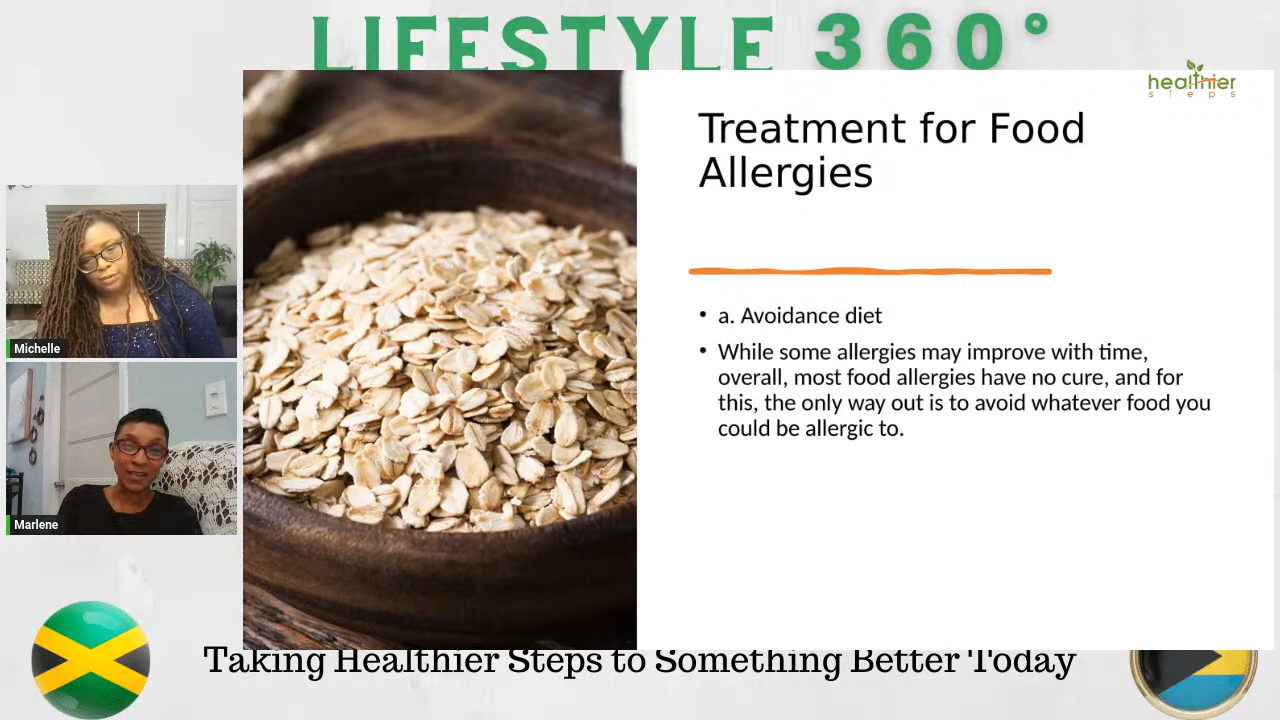 LIFESTYLE 360°
healthier
steps
Treatment for Food
Allergies
• a. Avoidance diet
• While some allergies may improve with time,
overall, most food allergies have no cure, and for
this, the only way out is to avoid whatever food you
could be allergic to.
Michelle
Marlene
Taking Healthier Steps to Something Better Today